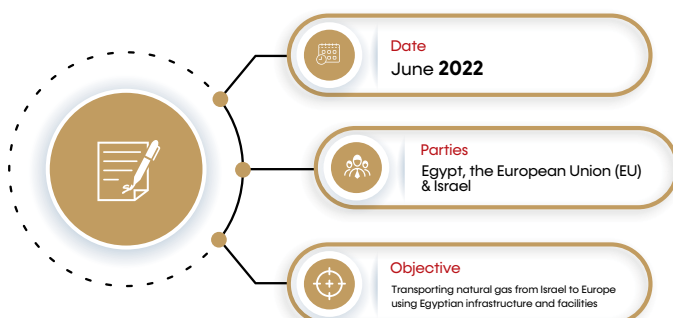 Date
June 2022
Parties
Egypt, the European Union (EU)
& Israel
Objective
Transporting natural gas from Israel to Europe
using Egyptian infrastructure and facilities